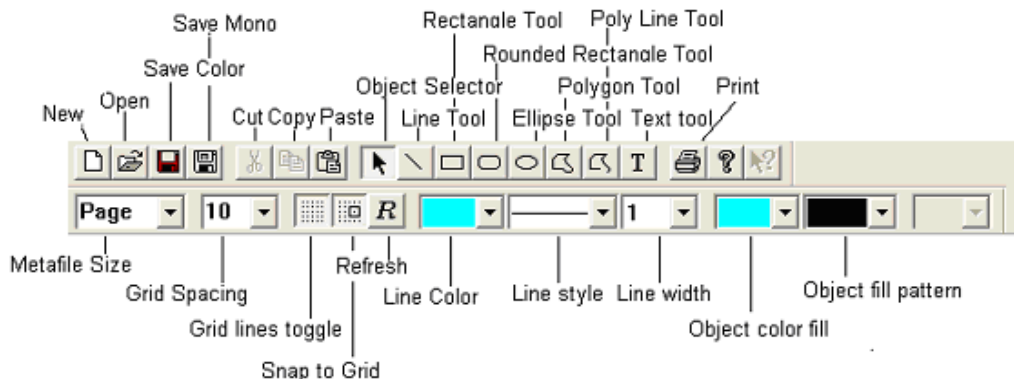 Save Mono
Rectangle Tool
Poly Line Tool
Save Color
Rounded Rectangle Tool
Open
Object Selector
Polygon Tool
Print
New
Cut Copy Paste
Line Tool
Ellipse Tool
Text tool
T
?
?
Page
10
R
1
Metafile Size
Refresh
Grid Spacing
Line Color
Line style
Line width
Object fill pattern
Grid lines toggle
Object color fill
Snap to Grid